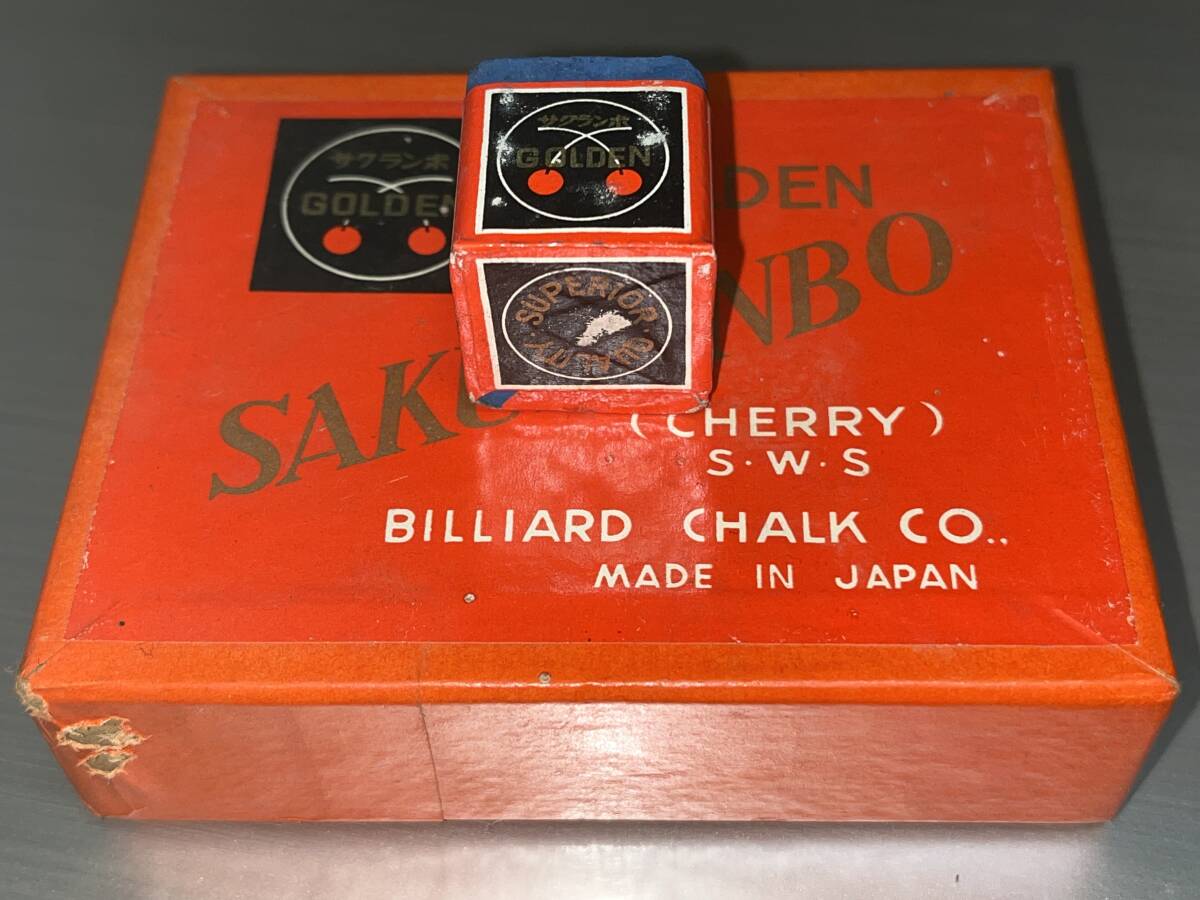 サクランボ
GOLDEN
SUPERIOR
QUALITY
サクランボ
GOLDEN
DEN
SAKU NBO
(CHERRY)
S·W·S
BILLIARD CHALK CO.,
MADE IN JAPAN